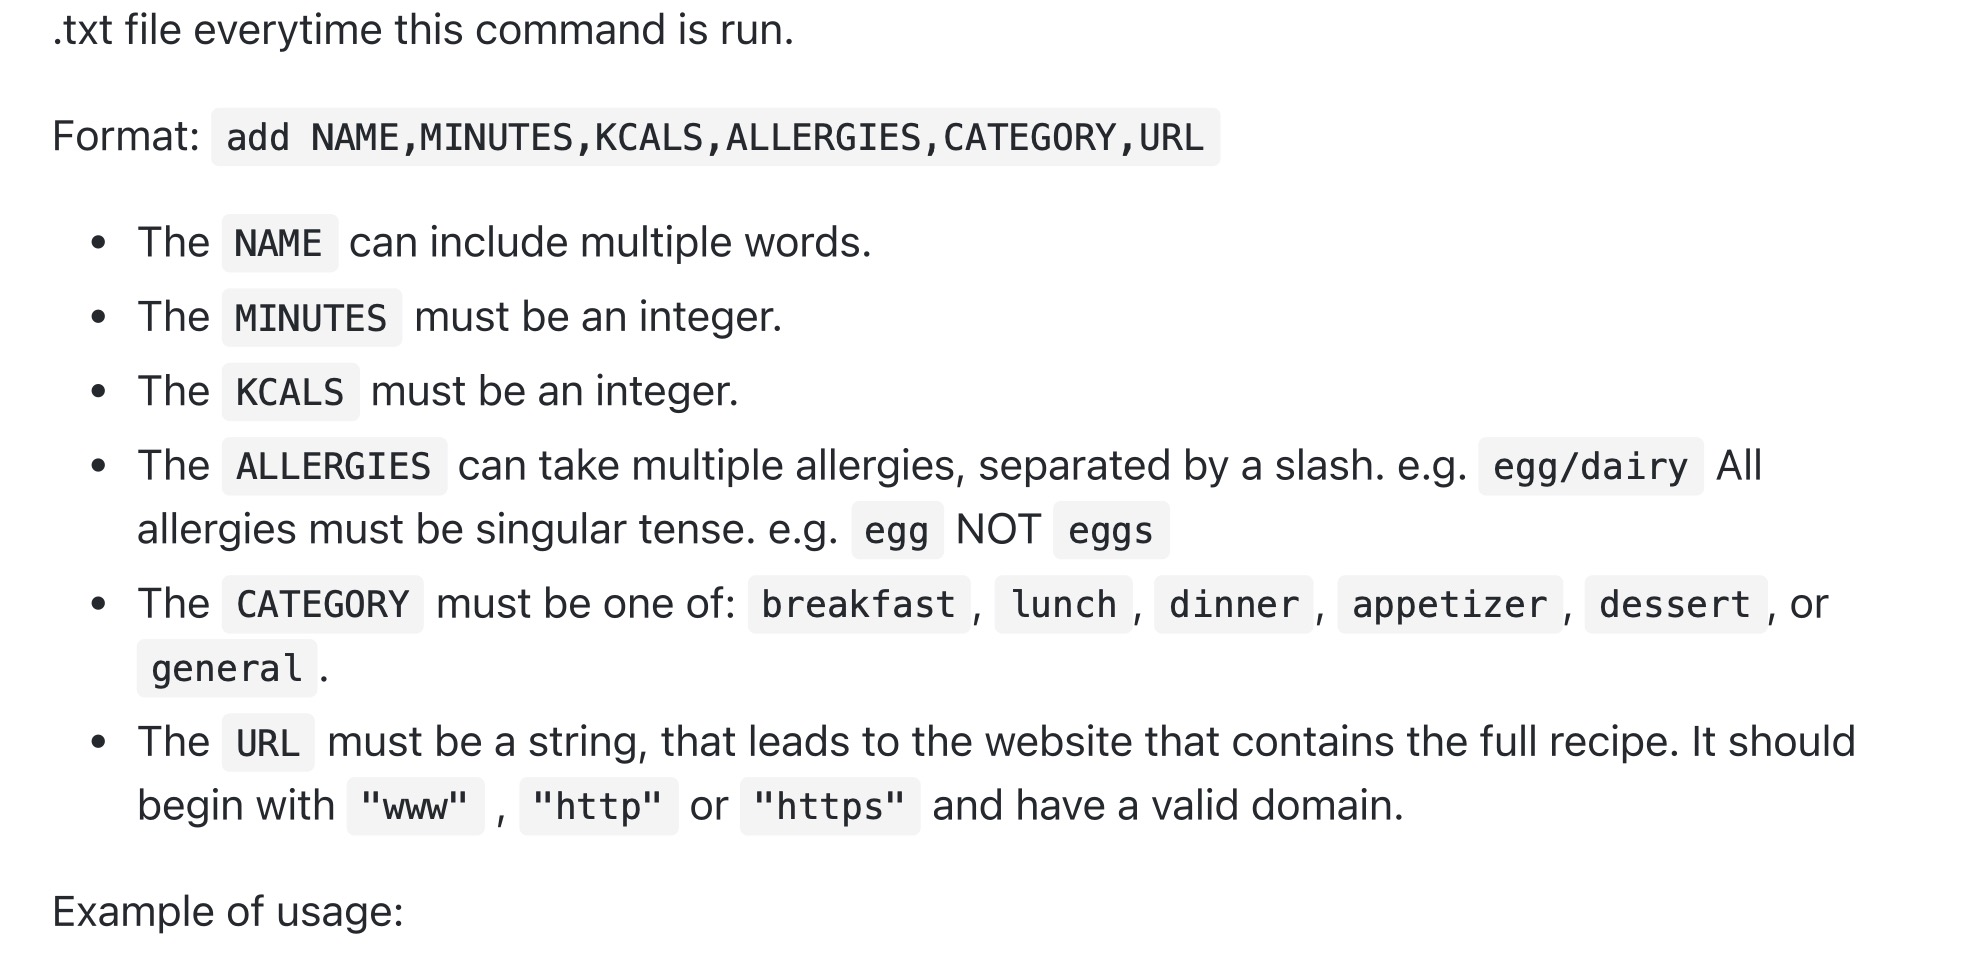 .txt file everytime this command is run.
Format: add NAME,MINUTES,KCALS,ALLERGIES,CATEGORY,URL
• The NAME can include multiple words.
• The MINUTES must be an integer.
• The KCALS must be an integer.
• The ALLERGIES can take multiple allergies, separated by a slash. e.g. egg/dairy All
allergies must be singular tense. e.g. egg NOT eggs
• The CATEGORY must be one of: breakfast, lunch, dinner, appetizer, dessert, or
general.
• The URL must be a string, that leads to the website that contains the full recipe. It should
begin with "www" , "http" or "https" and have a valid domain.
Example of usage: